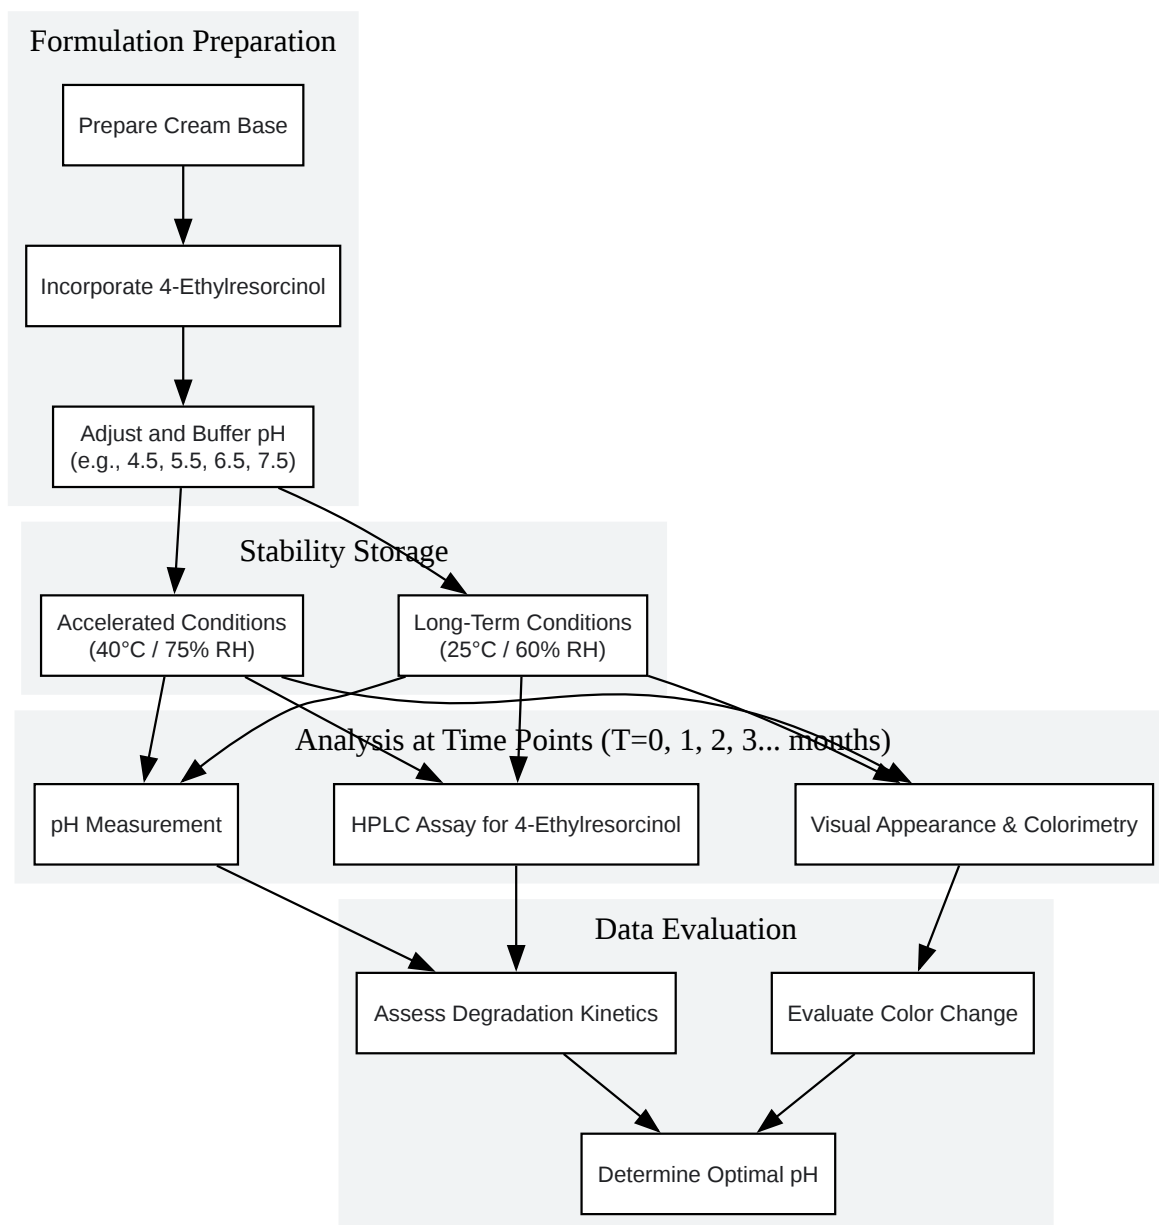 Formulation Preparation
Prepare Cream Base
Incorporate 4-Ethylresorcinol
Adjust and Buffer pH
(e.g., 4.5, 5.5, 6.5, 7.5)
Stability Storage
Accelerated Conditions
(40°C / 75% RH)
Long-Term Conditions
(25°C / 60% RH)
Analysis at Time Points (T=0, 1, 2, 3... months)
pH Measurement
HPLC Assay for 4-Ethylresorcinol
Visual Appearance & Colorimetry
Data Evaluation
Assess Degradation Kinetics
Evaluate Color Change
Determine Optimal pH